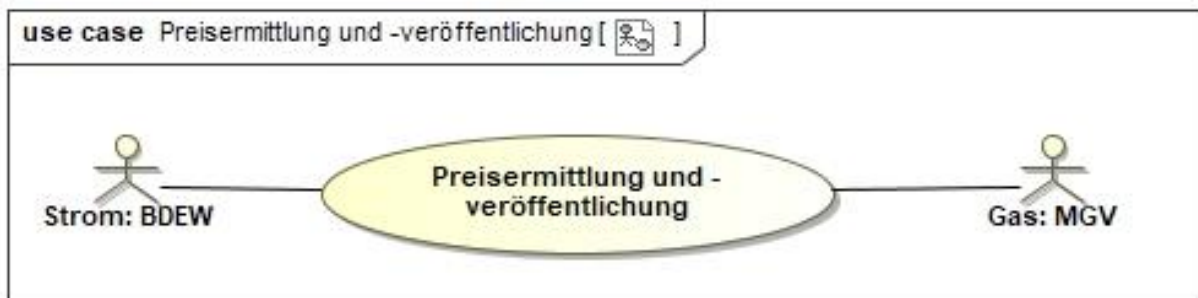 use case Preisermittlung und -veröffentlichung [ ]
Preisermittlung und -
veröffentlichung
Strom: BDEW
Gas: MGV